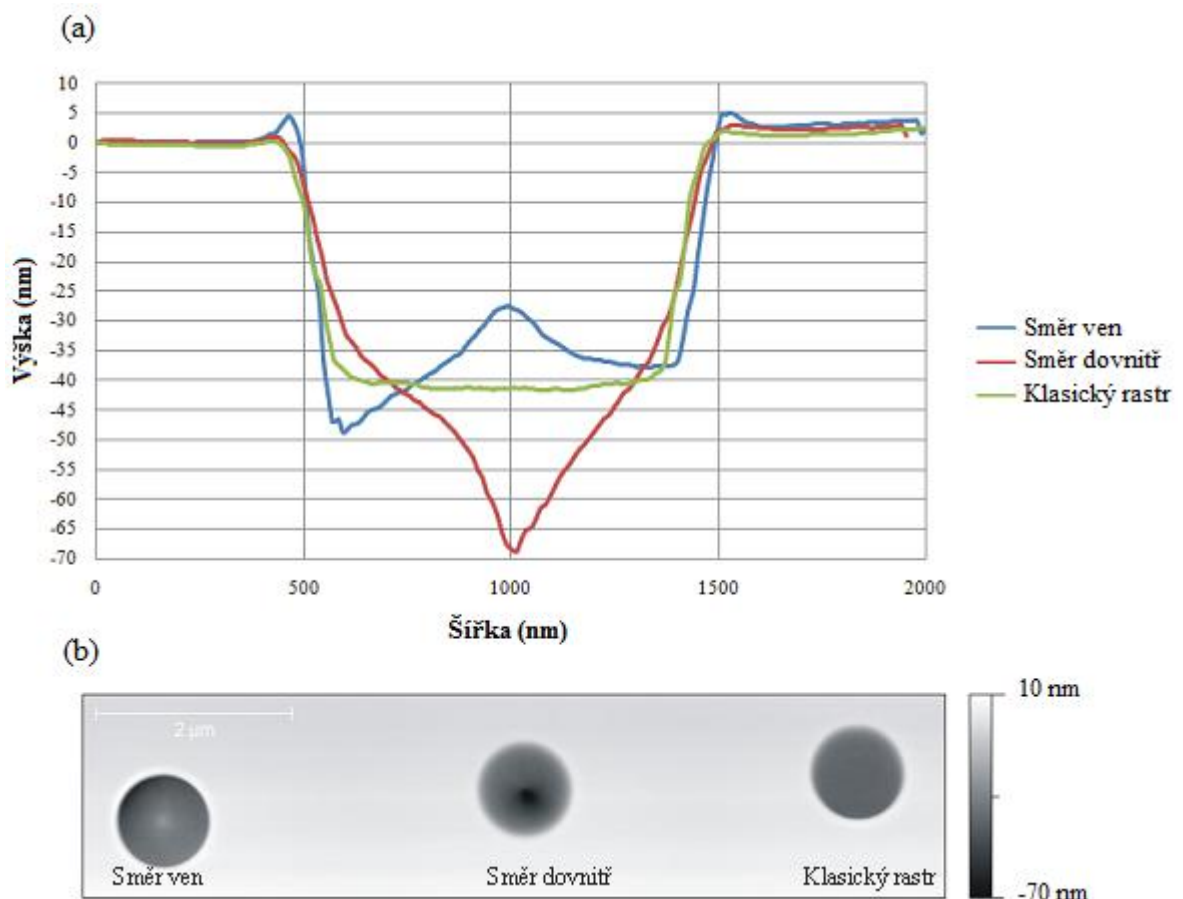 (a)
10
5
0
-5
-10
-15
-20
-25
-30
-35
-40
-45
-50
-55
-60
-65
-70
Výška (nm)
0 500 1000 1500 2000
Šířka (nm)
Směr ven
Směr dovnitř
Klasický rastr
(b)
2 µm
10 nm
Směr ven Směr dovnitř Klasický rastr
-70 nm